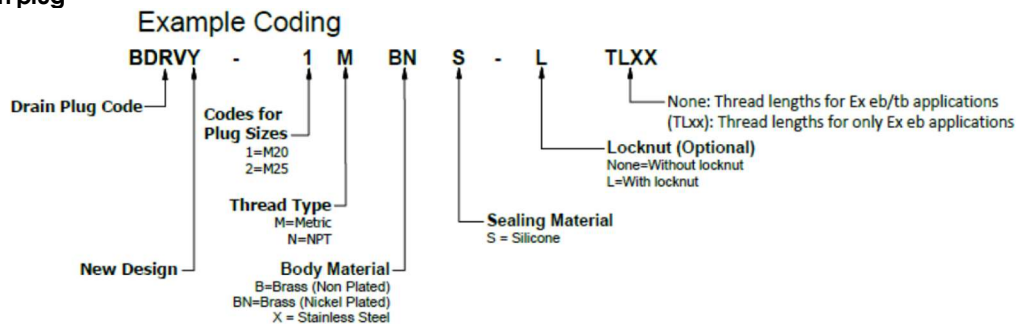 plug
Example Coding
BDRVY - 1 M BN S - L TLXX
Drain Plug Code
Codes for
Plug Sizes
1=M20
2=M25
None: Thread lengths for Ex eb/tb applications
(TLxx): Thread lengths for only Ex eb applications
Locknut (Optional)
None=Without locknut
L=With locknut
Thread Type
M=Metric
N=NPT
Sealing Material
S = Silicone
New Design
Body Material
B=Brass (Non Plated)
BN=Brass (Nickel Plated)
X = Stainless Steel